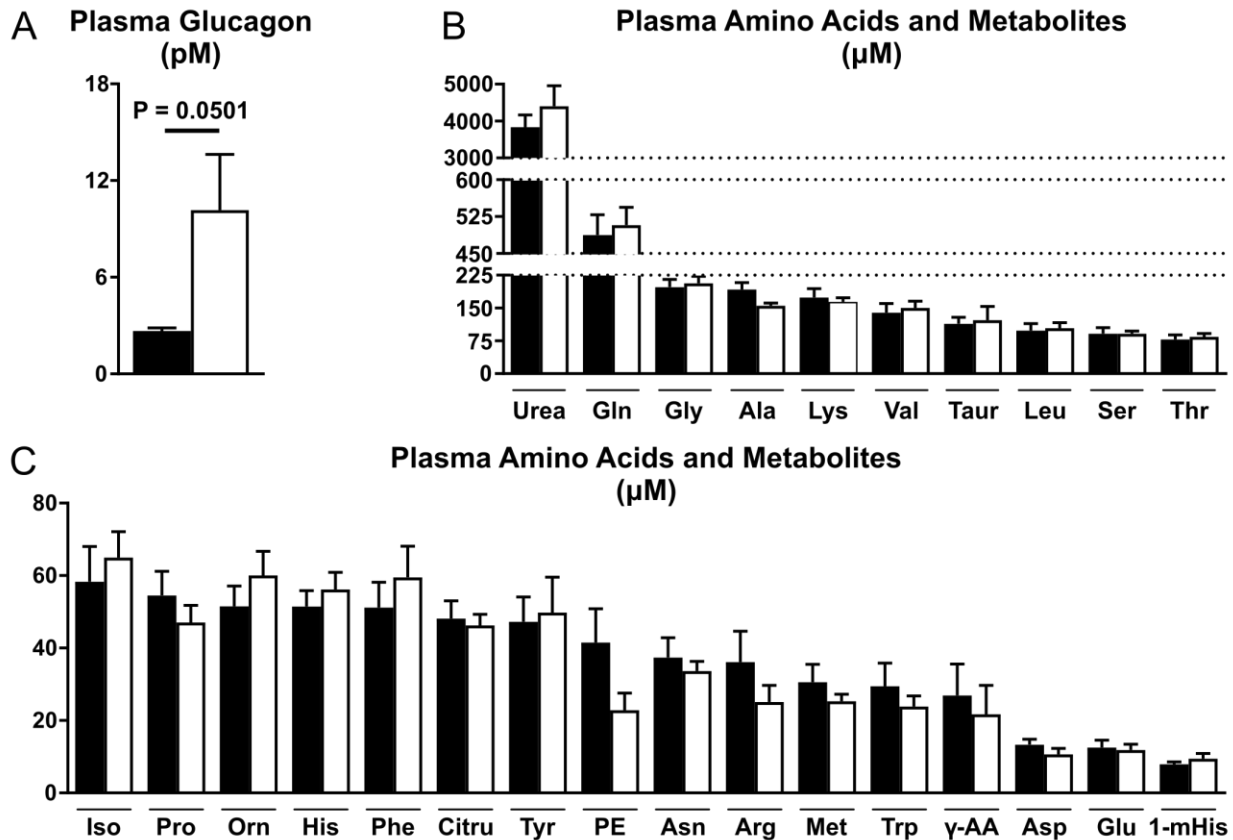 A
Plasma Glucagon
(pM)
18
P = 0.0501
12
6
0
B
Plasma Amino Acids and Metabolites
(µM)
5000
4000
3000
600
525
450
225
150
75
0
Urea Gln Gly Ala Lys Val Taur Leu Ser Thr
C
Plasma Amino Acids and Metabolites
(µM)
80
60
40
20
0
Iso Pro Orn His Phe Citru Tyr PE Asn Arg Met Trp γ-AA Asp Glu 1-mHis